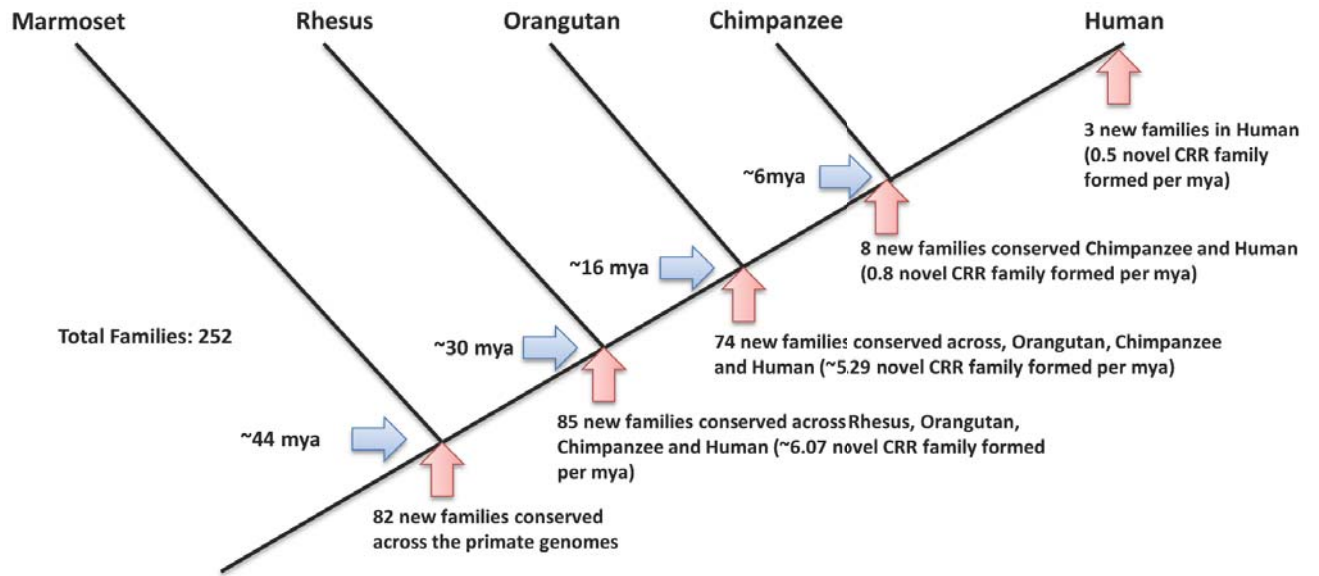 Marmoset
Rhesus
Orangutan
Chimpanzee
Human
3 new families in Human
(0.5 novel CRR family
formed per mya)
~6mya
8 new families conserved Chimpanzee and Human
(0.8 novel CRR family formed per mya)
~16 mya
74 new families conserved across, Orangutan, Chimpanzee
and Human (~5.29 novel CRR family formed per mya)
Total Families: 252
~30 mya
85 new families conserved across Rhesus, Orangutan,
Chimpanzee and Human (~6.07 novel CRR family formed
per mya)
~44 mya
82 new families conserved
across the primate genomes